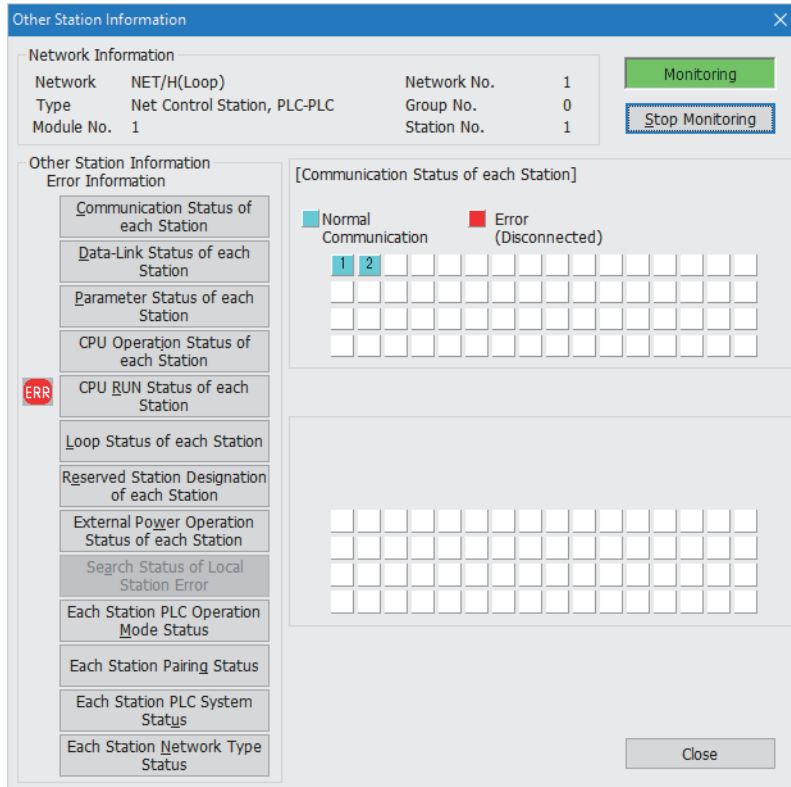 Other Station Information
Network Information
Network NET/H(Loop) Network No. 1
Type Net Control Station, PLC-PLC Group No. 0
Module No. 1 Station No. 1
Monitoring
Stop Monitoring
Other Station Information
Error Information
Communication Status of
each Station
Data-Link Status of each
Station
Parameter Status of each
Station
CPU Operation Status of
each Station
ERR
CPU RUN Status of each
Station
Loop Status of each Station
Reserved Station Designation
of each Station
External Power Operation
Status of each Station
Search Status of Local
Station Error
Each Station PLC Operation
Mode Status
Each Station Pairing Status
Each Station PLC System
Status
Each Station Network Type
Status
[Communication Status of each Station]
Normal
Communication
Error
(Disconnected)
1 2
Close